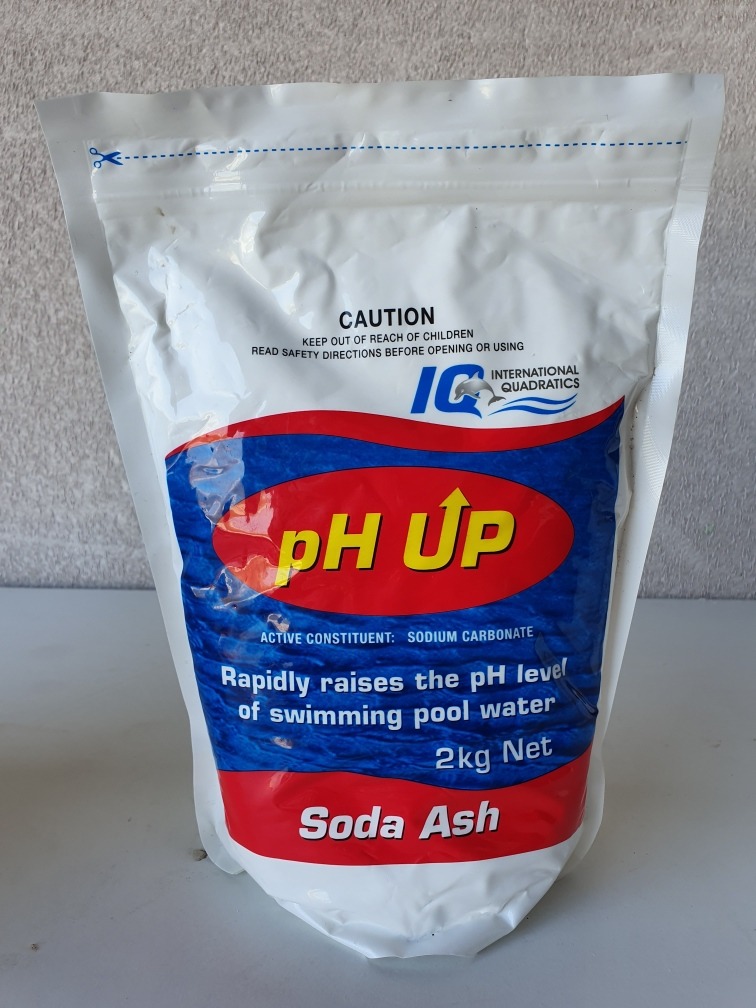 CAUTION
KEEP OUT OF REACH OF CHILDREN
READ SAFETY DIRECTIONS BEFORE OPENING OR USING
IQ INTERNATIONAL
QUADRATICS
pH UP
ACTIVE CONSTITUENT: SODIUM CARBONATE
Rapidly raises the pH level
of swimming pool water
2kg Net
Soda Ash